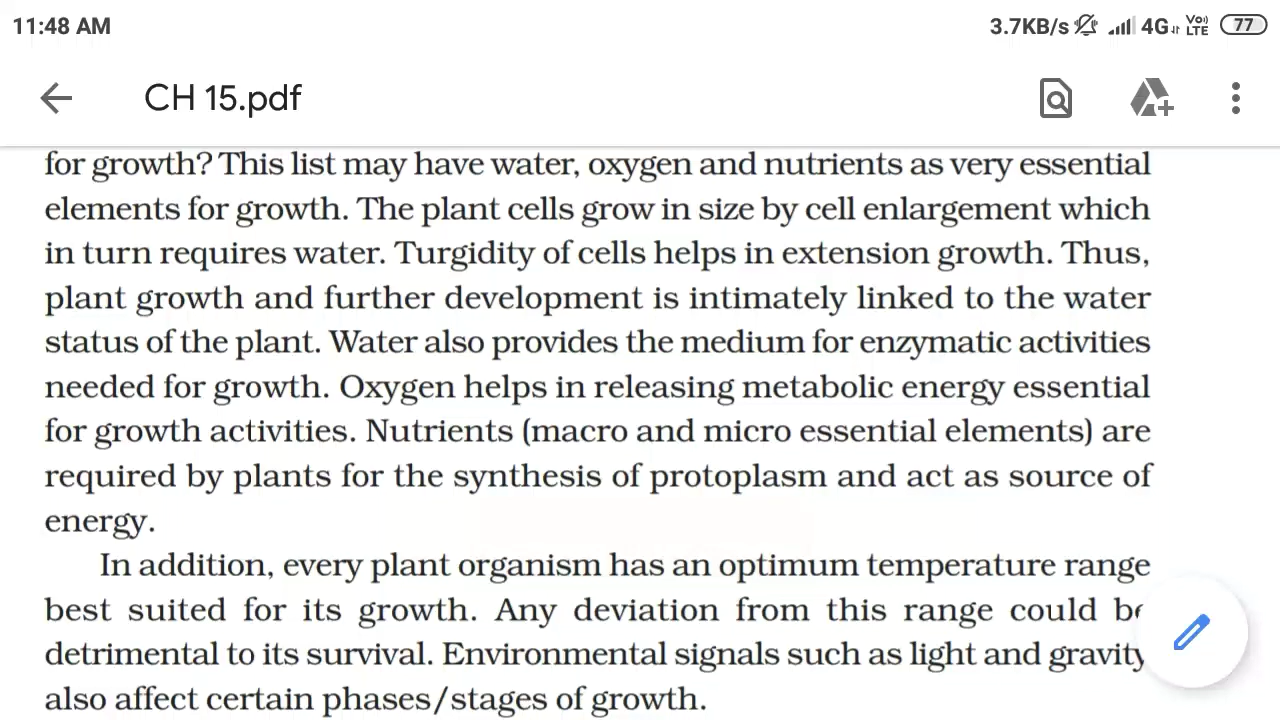 11:48 AM 3.7KB/s 4G Vo) LTE 77
CH 15.pdf
for growth? This list may have water, oxygen and nutrients as very essential
elements for growth. The plant cells grow in size by cell enlargement which
in turn requires water. Turgidity of cells helps in extension growth. Thus,
plant growth and further development is intimately linked to the water
status of the plant. Water also provides the medium for enzymatic activities
needed for growth. Oxygen helps in releasing metabolic energy essential
for growth activities. Nutrients (macro and micro essential elements) are
required by plants for the synthesis of protoplasm and act as source of
energy.
In addition, every plant organism has an optimum temperature range
best suited for its growth. Any deviation from this range could be
detrimental to its survival. Environmental signals such as light and gravity
also affect certain phases/stages of growth.